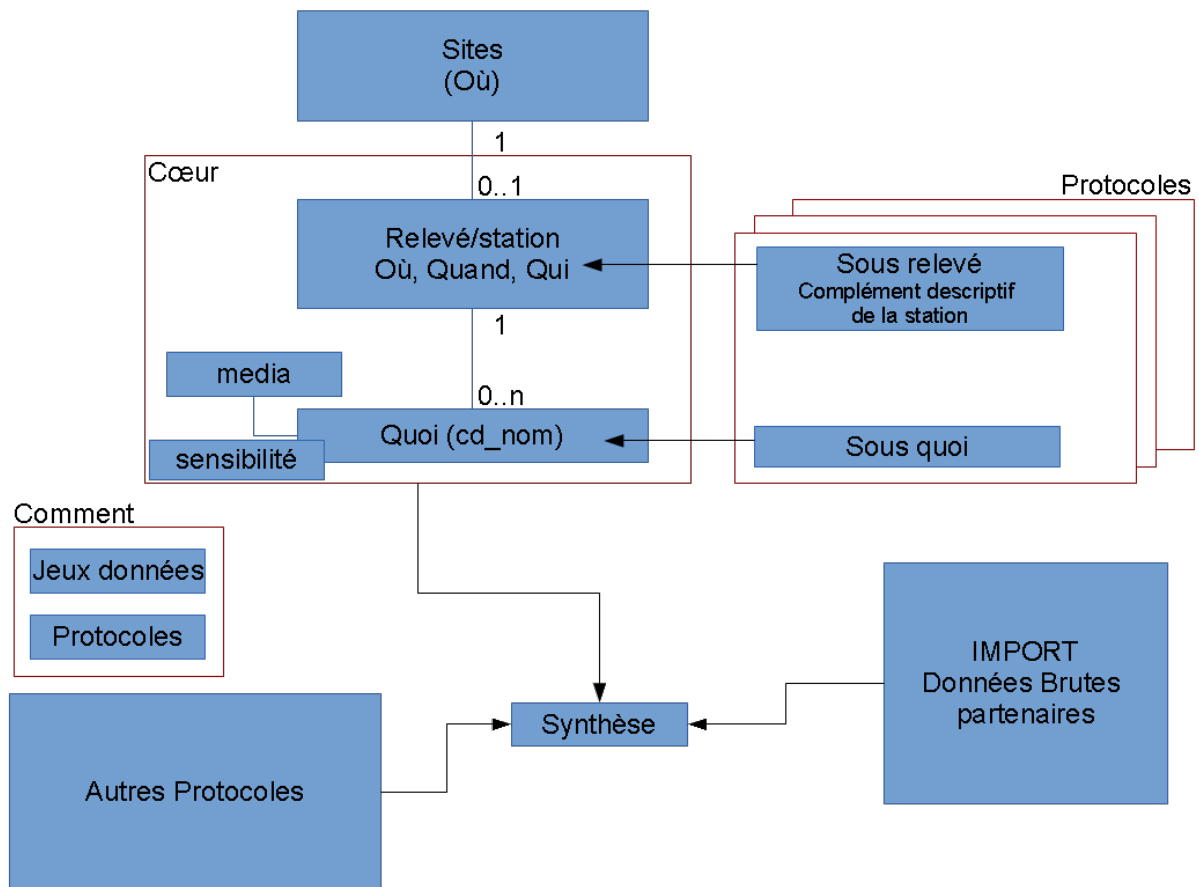 Sites
(Où)
1
Cœur
0..1
Protocoles
Relevé/station
Où, Quand, Qui
Sous relevé
Complément descriptif
de la station
1
media
0..n
Quoi (cd_nom)
Sous quoi
sensibilité
Comment
Jeux données
Protocoles
IMPORT
Données Brutes
partenaires
Synthèse
Autres Protocoles